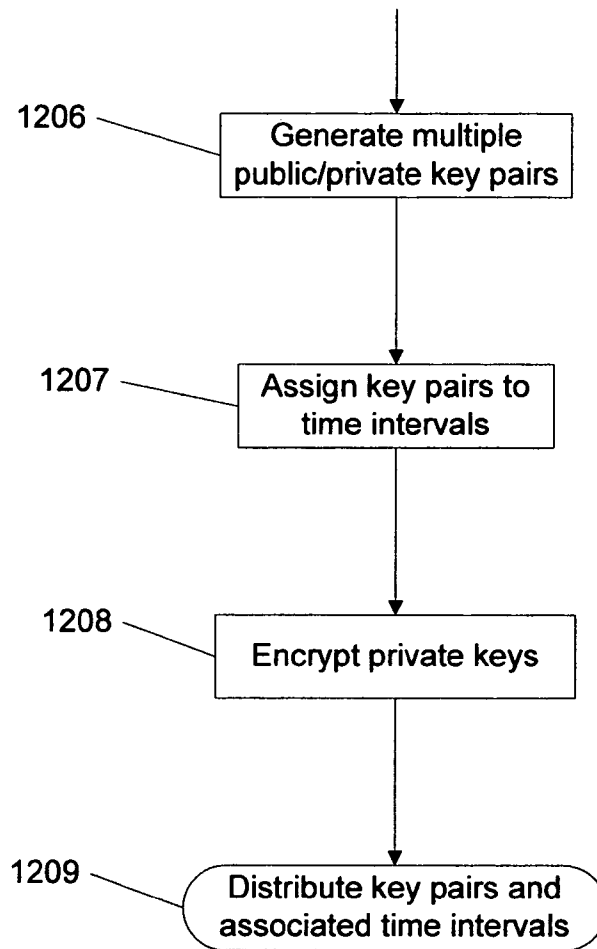 1206
Generate multiple
public/private key pairs
1207
Assign key pairs to
time intervals
1208
Encrypt private keys
1209
Distribute key pairs and
associated time intervals